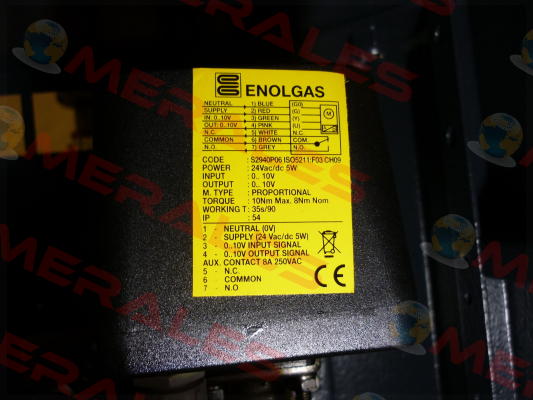 ENOLGAS
NEUTRAL 1) BLUE (G0)
SUPPLY 2) RED (G)
IN: 0..10V 3) GREEN (Y)
OUT: 0..10V 4) PINK (U)
N.C. 5) WHITE N.C.
COMMON 6) BROWN COM
N.O. 7) GREY N.O.
M
CODE : S2940P06 ISO5211:F03 CH09
POWER : 24Vac/dc 5W
INPUT : 0.. 10V
OUTPUT : 0.. 10V
M. TYPE : PROPORTIONAL
TORQUE : 10Nm Max. 8Nm Nom
WORKING T : 35s/90
IP : 54
1 - NEUTRAL (0V)
2 - SUPPLY (24 Vac/dc 5W)
3 - 0..10V INPUT SIGNAL
4 - 0..10V OUTPUT SIGNAL
AUX. CONTACT 8A 250VAC
5 - N.C.
6 - COMMON
7 - N.O
CE
MERALES
MERALES